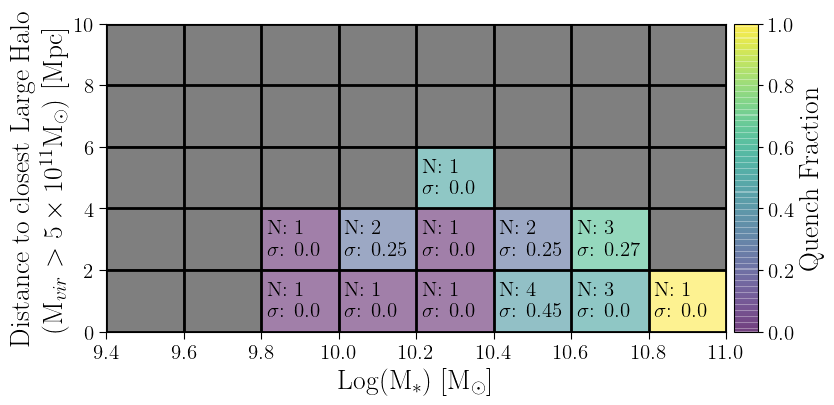 Distance to closest Large Halo
(M_vir > 5 × 10^11 M_⊙) [Mpc]
10
8
6
4
2
0
N: 1
σ: 0.0
N: 1
σ: 0.0
N: 2
σ: 0.25
N: 1
σ: 0.0
N: 2
σ: 0.25
N: 3
σ: 0.27
N: 1
σ: 0.0
N: 1
σ: 0.0
N: 1
σ: 0.0
N: 4
σ: 0.45
N: 3
σ: 0.0
N: 1
σ: 0.0
9.4 9.6 9.8 10.0 10.2 10.4 10.6 10.8 11.0
Log(M_*) [M_⊙]
1.0
0.8
0.6
0.4
0.2
0.0
Quench Fraction